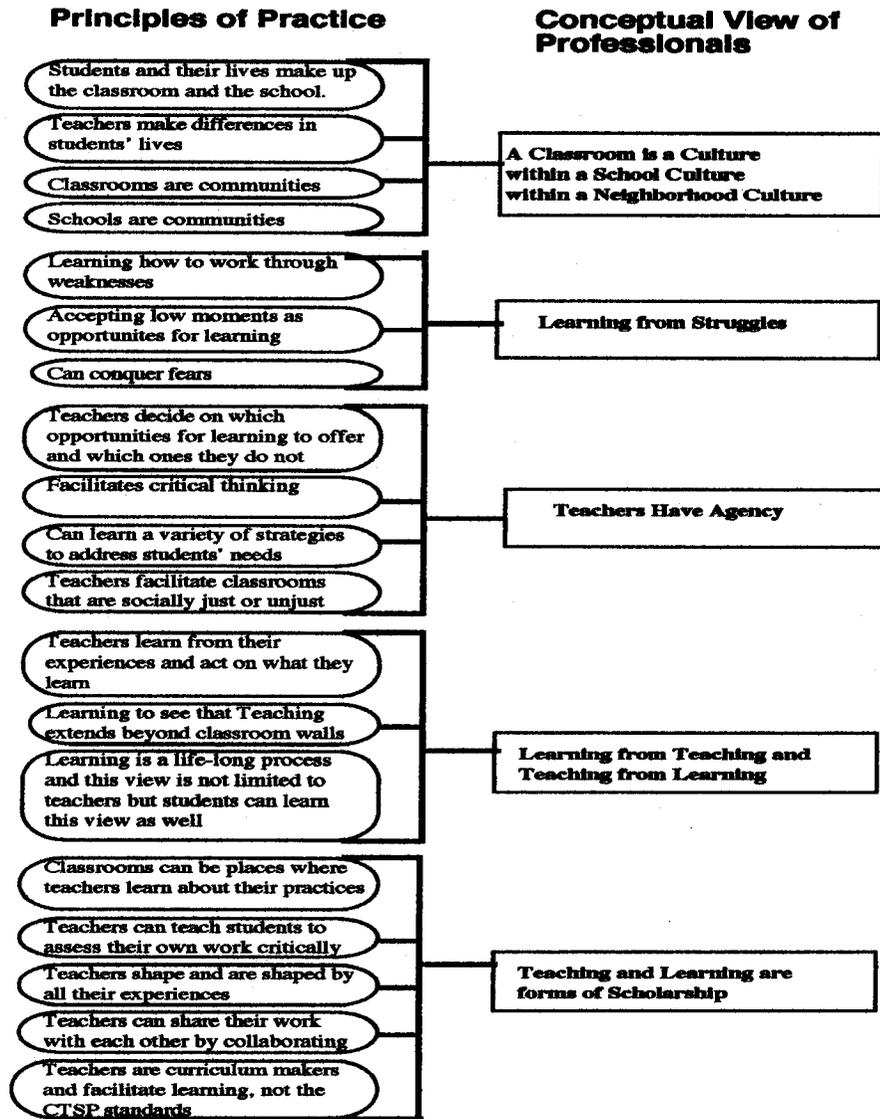 Principles of Practice
Conceptual View of
Professionals
Students and their lives make up
the classroom and the school.
Teachers make differences in
students' lives
Classrooms are communities
Schools are communities
A Classroom is a Culture
within a School Culture
within a Neighborhood Culture
Learning how to work through
weaknesses
Accepting low moments as
opportunites for learning
Can conquer fears
Learning from Struggles
Teachers decide on which
opportunities for learning to offer
and which ones they do not
Facilitates critical thinking
Can learn a variety of strategies
to address students' needs
Teachers facilitate classrooms
that are socially just or unjust
Teachers Have Agency
Teachers learn from their
experiences and act on what they
learn
Learning to see that Teaching
extends beyond classroom walls
Learning is a life-long process
and this view is not limited to
teachers but students can learn
this view as well
Learning from Teaching and
Teaching from Learning
Classrooms can be places where
teachers learn about their practices
Teachers can teach students to
assess their own work critically
Teachers shape and are shaped by
all their experiences
Teachers can share their work
with each other by collaborating
Teachers are curriculum makers
and facilitate learning, not the
CTSP standards
Teaching and Learning are
forms of Scholarship